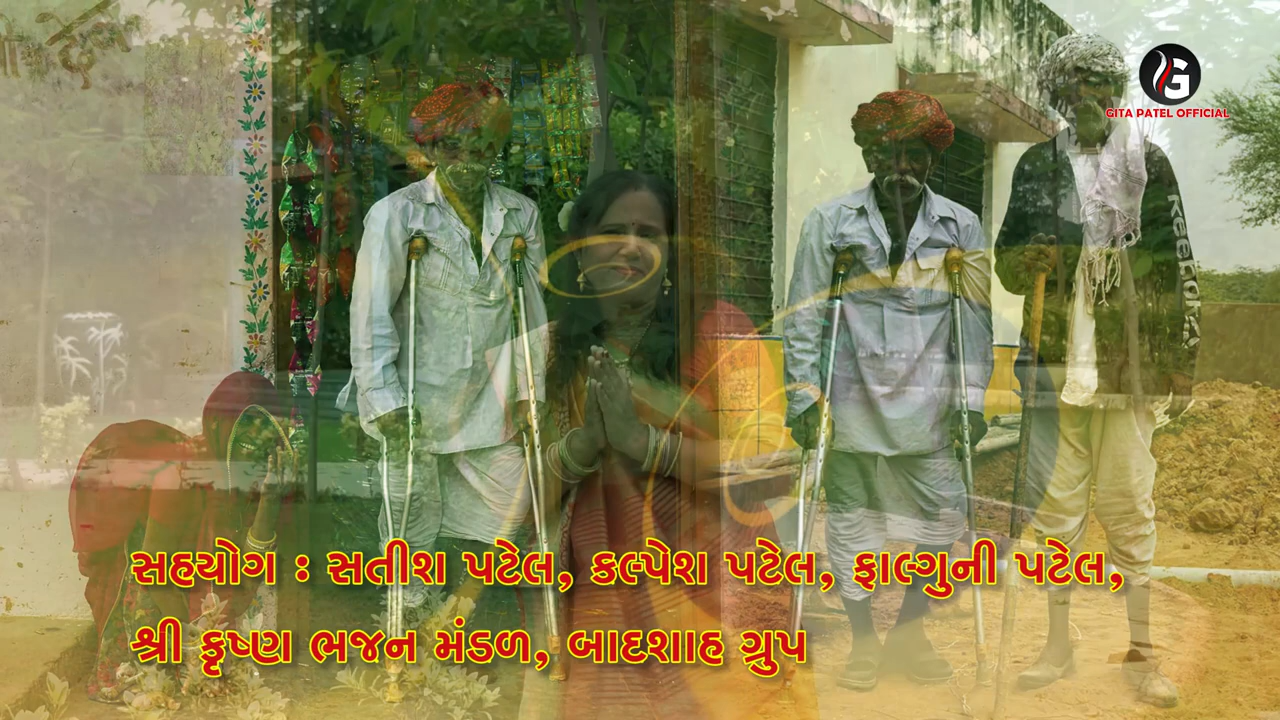 GITA PATEL OFFICIAL
સહયોગ : સતીશ પટેલ, કલ્પેશ પટેલ, ફાલ્ગુની પટેલ,
શ્રી કૃષ્ણ ભજન મંડળ, બાદશાહ ગ્રુપ